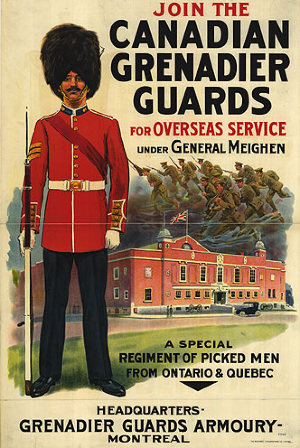 JOIN THE
CANADIAN
GRENADIER
GUARDS
FOR OVERSEAS SERVICE
UNDER GENERAL MEIGHEN
A SPECIAL
REGIMENT OF PICKED MEN
FROM ONTARIO & QUEBEC
HEADQUARTERS-
GRENADIER GUARDS ARMOURY-
MONTREAL